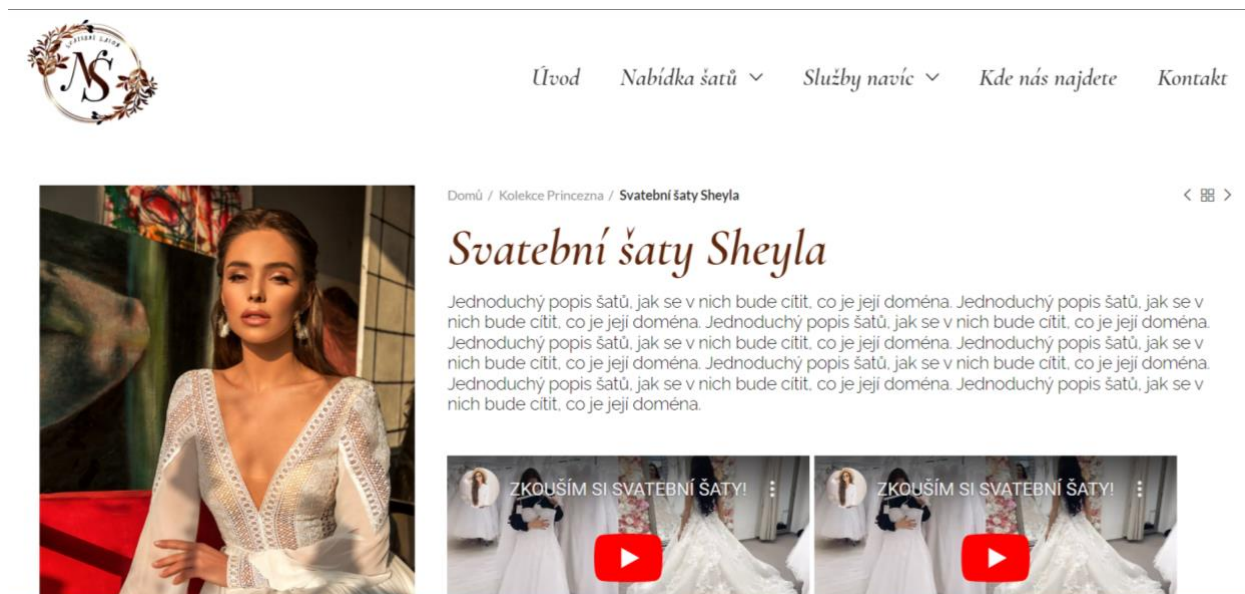 SVATEBNÍ SALON
NŠ
Úvod
Nabídka šatů
Služby navíc
Kde nás najdete
Kontakt
Domů / Kolekce Princezna / Svatební šaty Sheyla
Svatební šaty Sheyla
Jednoduchý popis šatů, jak se v nich bude cítit, co je její doména. Jednoduchý popis šatů, jak se v
nich bude cítit, co je její doména. Jednoduchý popis šatů, jak se v nich bude cítit, co je její doména.
Jednoduchý popis šatů, jak se v nich bude cítit, co je její doména. Jednoduchý popis šatů, jak se v
nich bude cítit, co je její doména. Jednoduchý popis šatů, jak se v nich bude cítit, co je její doména.
Jednoduchý popis šatů, jak se v nich bude cítit, co je její doména. Jednoduchý popis šatů, jak se v
nich bude cítit, co je její doména.
ZKOUŠÍM SI SVATEBNÍ ŠATY!
ZKOUŠÍM SI SVATEBNÍ ŠATY!